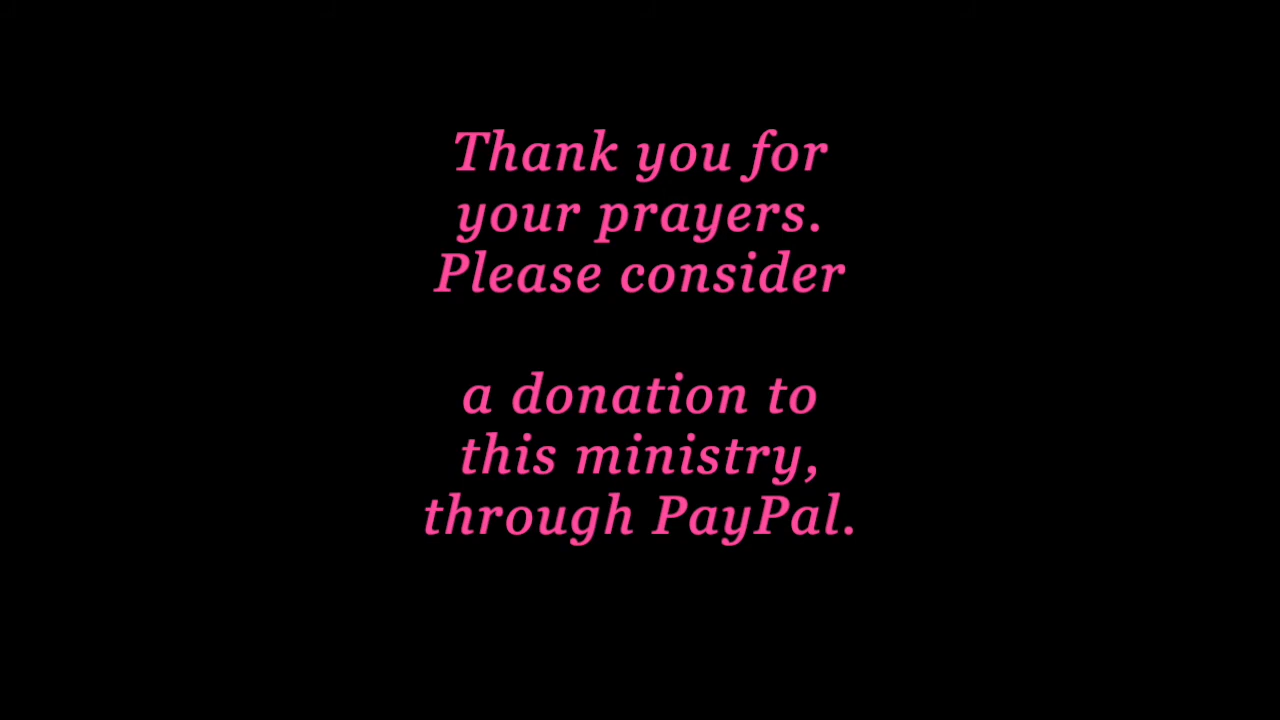 Thank you for
your prayers.
Please consider
a donation to
this ministry,
through PayPal.